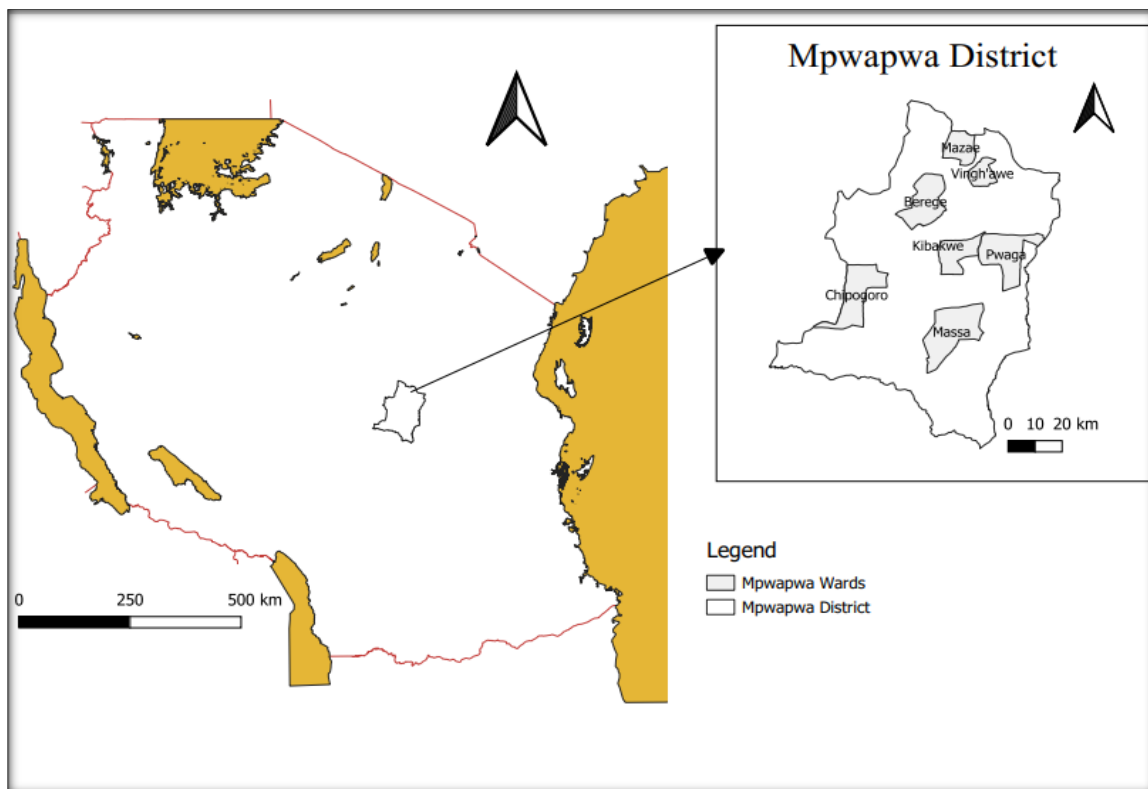 Mpwapwa District
Mazae
Vingh'awe
Berege
Kibakwe
Pwaga
Chipogoro
Massa
0 10 20 km
Legend
Mpwapwa Wards
Mpwapwa District
0 250 500 km